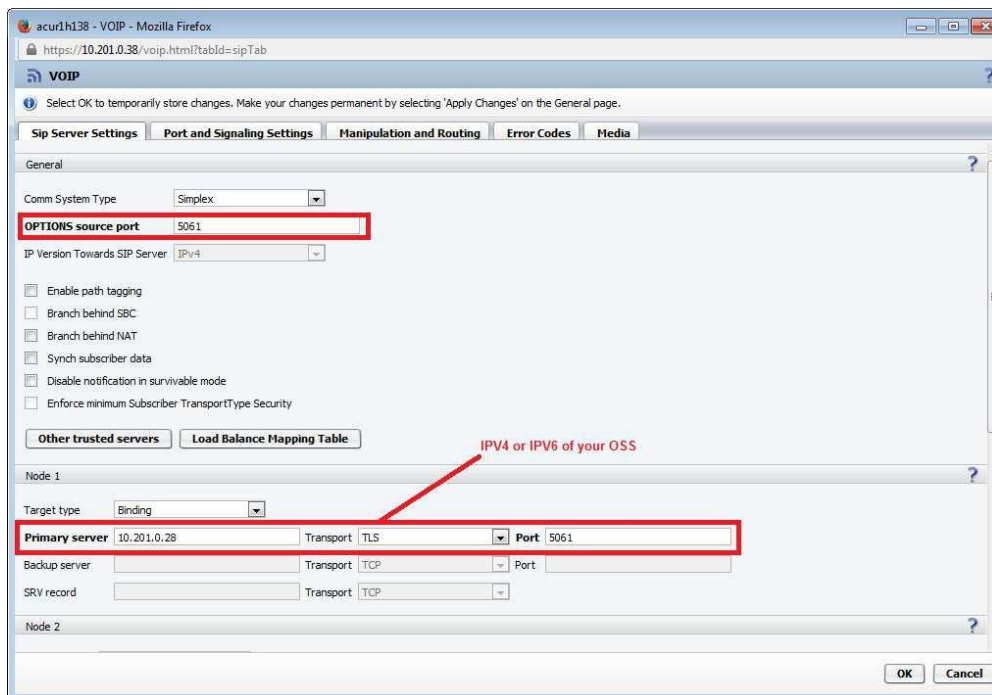 acur1h138 - VOIP - Mozilla Firefox
https://10.201.0.38/voip.html?tabId=sipTab
VOIP ?
Select OK to temporarily store changes. Make your changes permanent by selecting 'Apply Changes' on the General page.
Sip Server Settings Port and Signaling Settings Manipulation and Routing Error Codes Media
General ?
Comm System Type Simplex
OPTIONS source port 5061
IP Version Towards SIP Server IPv4
Enable path tagging
Branch behind SBC
Branch behind NAT
Synch subscriber data
Disable notification in survivable mode
Enforce minimum Subscriber TransportType Security
Other trusted servers Load Balance Mapping Table
IPV4 or IPV6 of your OSS
Node 1 ?
Target type Binding
Primary server 10.201.0.28 Transport TLS Port 5061
Backup server Transport TCP Port
SRV record Transport TCP
Node 2 ?
OK Cancel